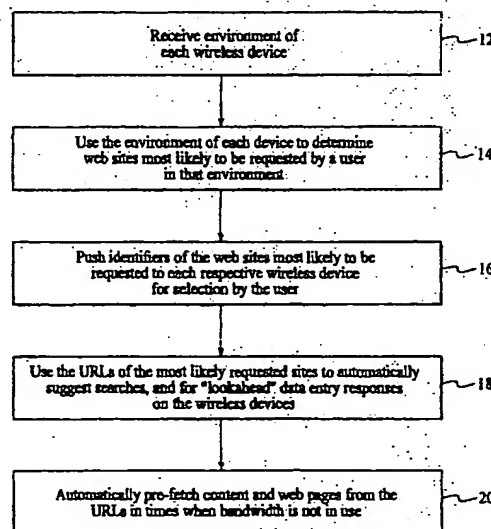 Receive environment of
each wireless device
12
Use the environment of each device to determine
web sites most likely to be requested by a user
in that environment
14
Push identifiers of the web sites most likely to be
requested to each respective wireless device
for selection by the user
16
Use the URLs of the most likely requested sites to automatically
suggest searches, and for "lookahead" data entry responses
on the wireless devices
18
Automatically pre-fetch content and web pages from the
URLs in times when bandwidth is not in use
20